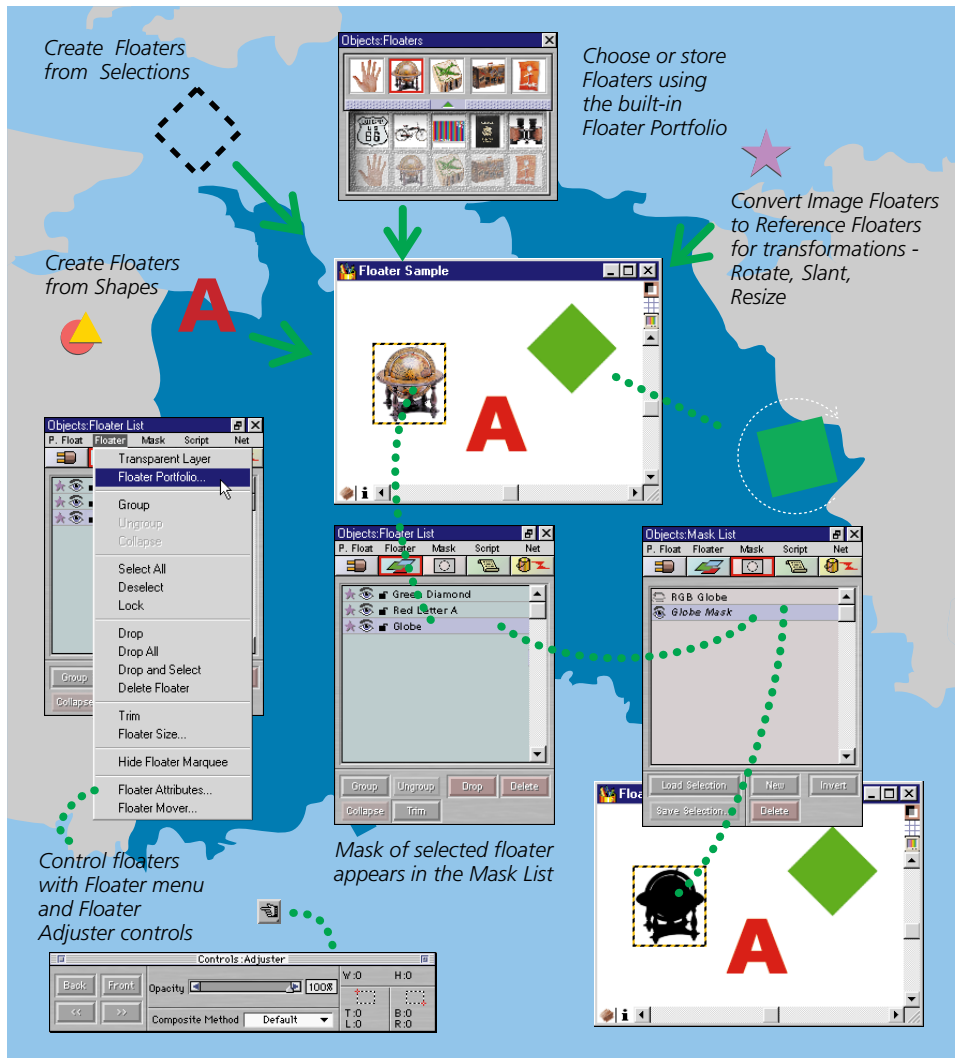 Create Floaters
from Selections
Objects:Floaters
WEST
US
66
Choose or store
Floaters using
the built-in
Floater Portfolio
Convert Image Floaters
to Reference Floaters
for transformations -
Rotate, Slant,
Resize
Create Floaters
from Shapes
A
Floater Sample
A
i
Objects:Floater List
P. Float Floater Mask Script Net
Transparent Layer
Floater Portfolio...
Group
Ungroup
Collapse
Select All
Deselect
Lock
Drop
Drop All
Drop and Select
Delete Floater
Trim
Floater Size...
Hide Floater Marquee
Floater Attributes...
Floater Mover...
Group
Collapse
Objects:Floater List
P. Float Floater Mask Script Net
Green Diamond
Red Letter A
Globe
Group Ungroup Drop Delete
Collapse Trim
Objects:Mask List
P. Float Floater Mask Script Net
RGB Globe
Globe Mask
Load Selection New Invert
Save Selection Delete
Floa
A
i
Mask of selected floater
appears in the Mask List
Control floaters
with Floater menu
and Floater
Adjuster controls
Controls:Adjuster
Back Front
<< >>
Opacity 100%
Composite Method Default
W:0 H:0
T:0 B:0
L:0 R:0